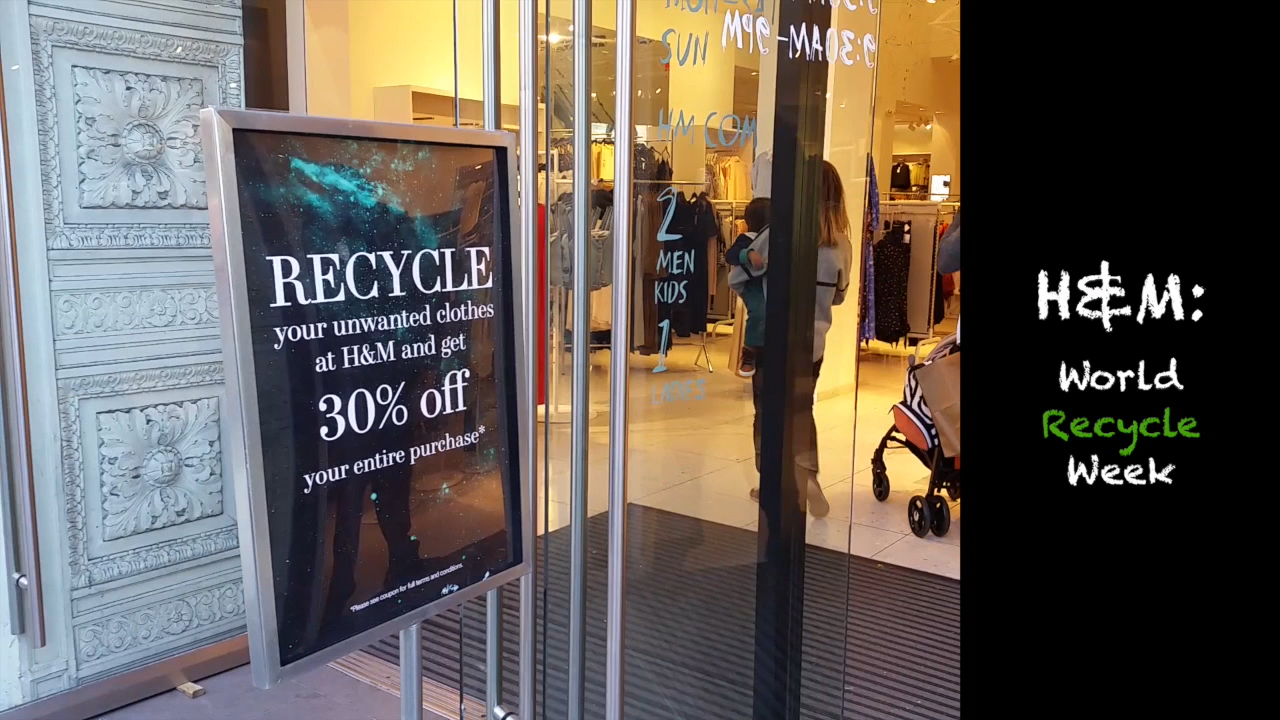 RECYCLE
your unwanted clothes
at H&M and get
30% off
your entire purchase*
*Please see coupon for full terms and conditions.
SUN
9:30AM-9PM
HM.COM
2
MEN
KIDS
1
LADIES
H&M:
World
Recycle
Week